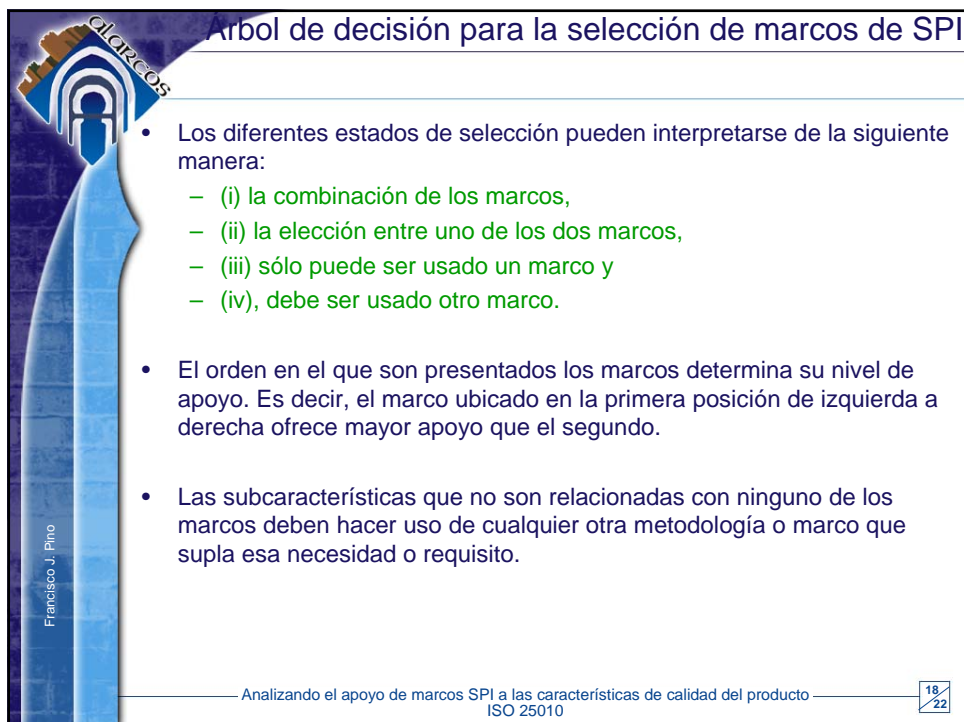 Árbol de decisión para la selección de marcos de SPI
alarcos
• Los diferentes estados de selección pueden interpretarse de la siguiente
manera:
– (i) la combinación de los marcos,
– (ii) la elección entre uno de los dos marcos,
– (iii) sólo puede ser usado un marco y
– (iv), debe ser usado otro marco.
• El orden en el que son presentados los marcos determina su nivel de
apoyo. Es decir, el marco ubicado en la primera posición de izquierda a
derecha ofrece mayor apoyo que el segundo.
• Las subcaracterísticas que no son relacionadas con ninguno de los
marcos deben hacer uso de cualquier otra metodología o marco que
supla esa necesidad o requisito.
Francisco J. Pino
Analizando el apoyo de marcos SPI a las características de calidad del producto
ISO 25010
18/22